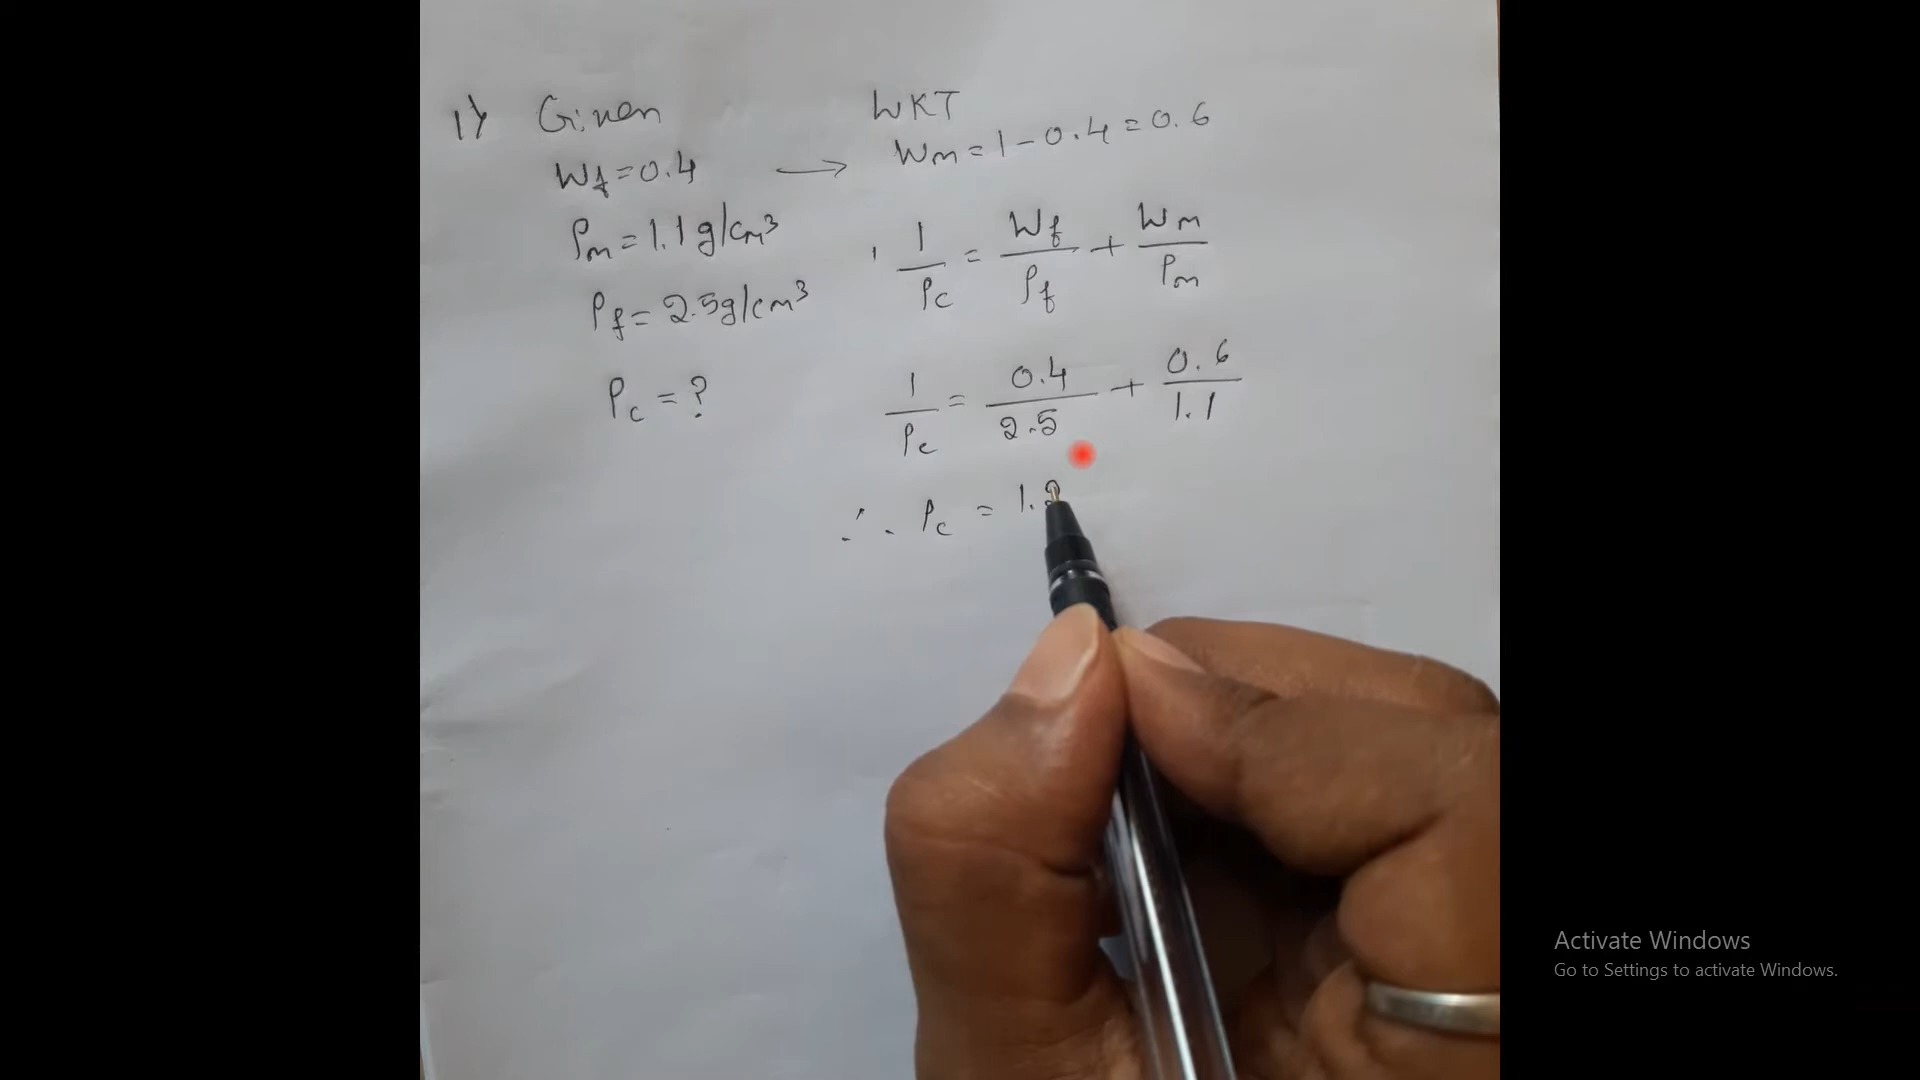 1) Given
Wf = 0.4 →
ρm = 1.1 g/cm³
ρf = 2.5 g/cm³
ρc = ?
WKT
Wm = 1 - 0.4 = 0.6
1/ρc = Wf/ρf + Wm/ρm
1/ρc = 0.4/2.5 + 0.6/1.1
∴ ρc = 1.
Activate Windows
Go to Settings to activate Windows.